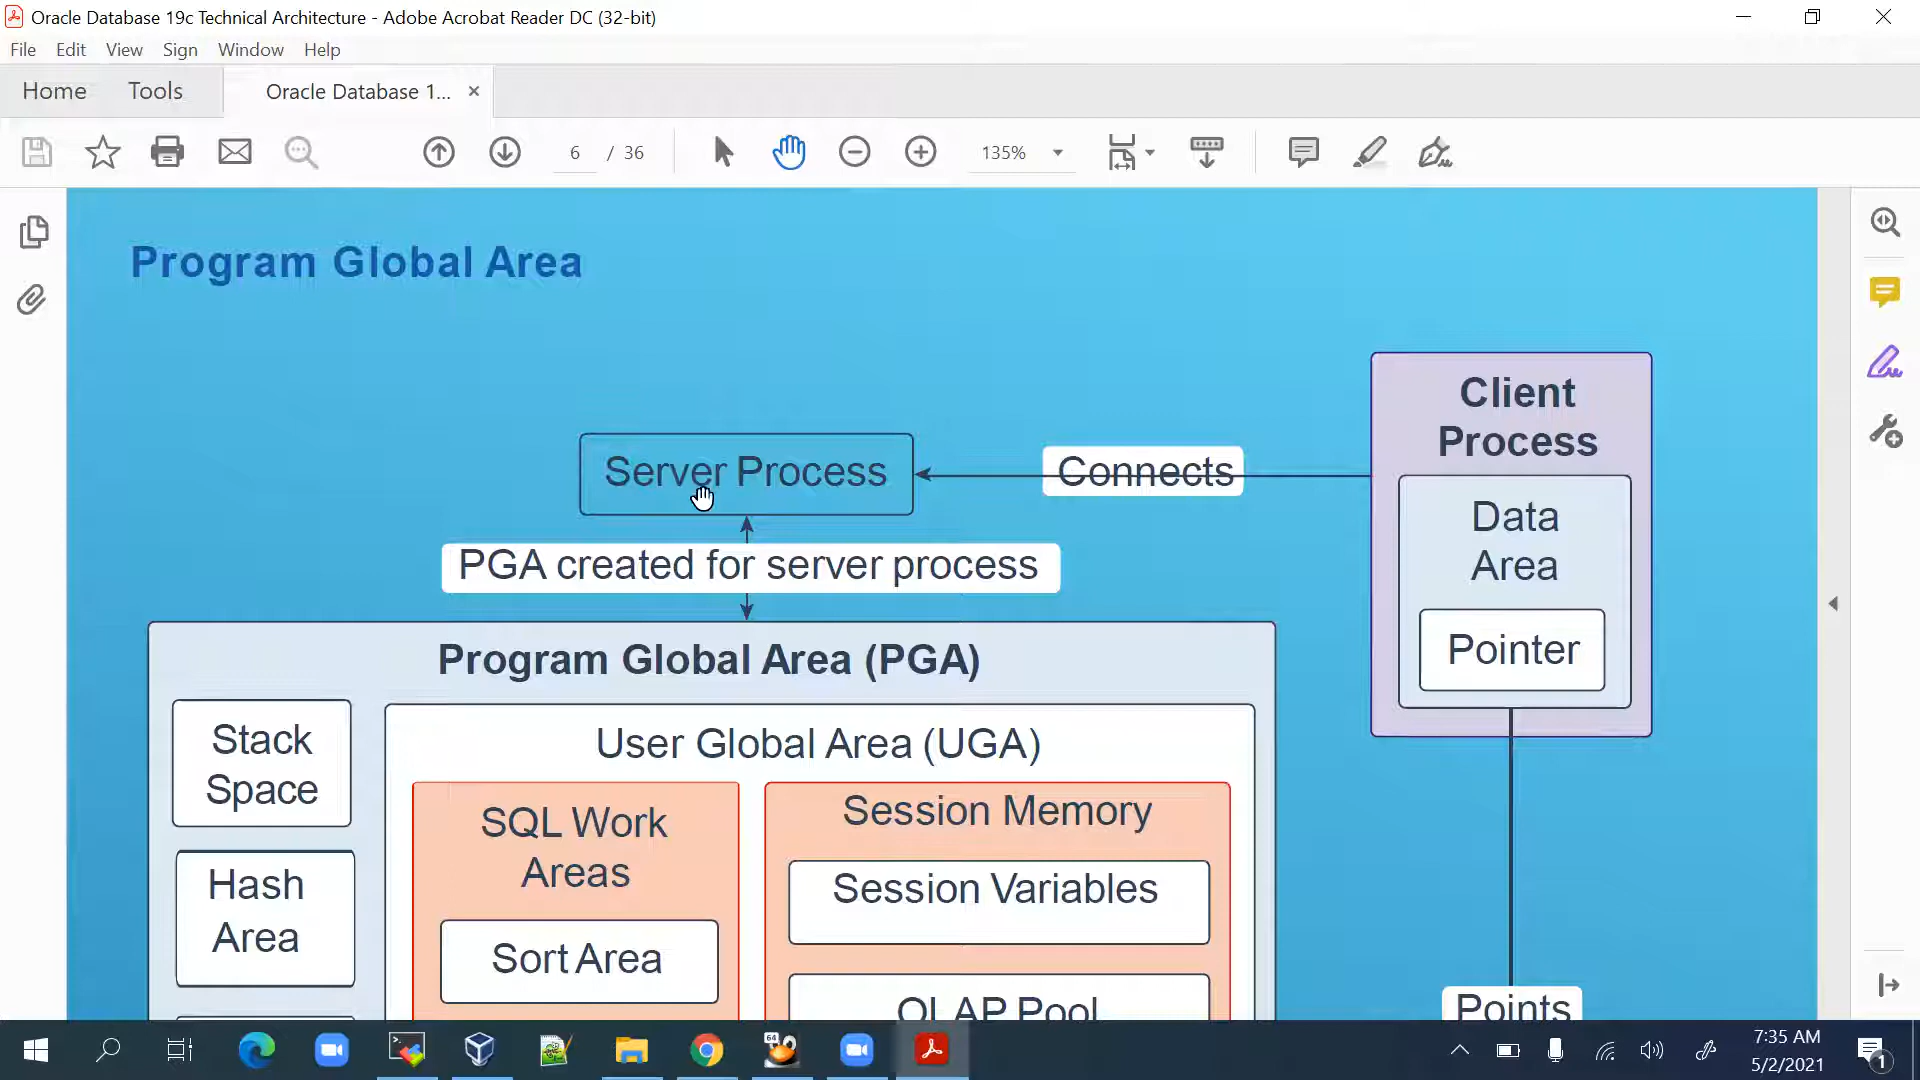 Oracle Database 19c Technical Architecture - Adobe Acrobat Reader DC (32-bit)
File Edit View Sign Window Help
Home Tools Oracle Database 1... ×
6 / 36 135%
Program Global Area
Client
Process
Server Process
Connects
Data
Area
PGA created for server process
Pointer
Program Global Area (PGA)
Stack
Space
User Global Area (UGA)
SQL Work
Areas
Session Memory
Hash
Area
Session Variables
Sort Area
OLAP Pool
Points
64
7:35 AM
5/2/2021
1